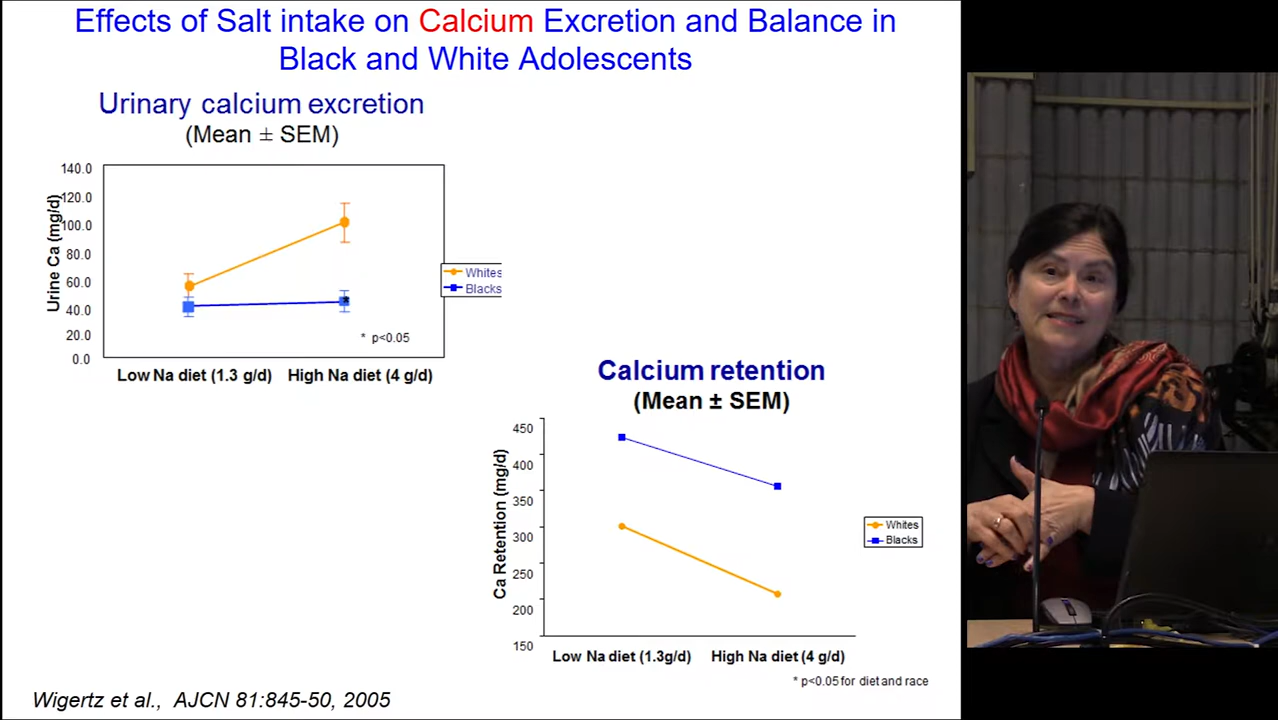 Effects of Salt intake on Calcium Excretion and Balance in
Black and White Adolescents
Urinary calcium excretion
(Mean ± SEM)
140.0
120.0
100.0
80.0
60.0
40.0
20.0
0.0
Urine Ca (mg/d)
Whites
Blacks
*
* p<0.05
Low Na diet (1.3 g/d) High Na diet (4 g/d)
Calcium retention
(Mean ± SEM)
450
400
350
300
250
200
150
Ca Retention (mg/d)
Whites
Blacks
Low Na diet (1.3g/d) High Na diet (4 g/d)
* p<0.05 for diet and race
Wigertz et al., AJCN 81:845-50, 2005